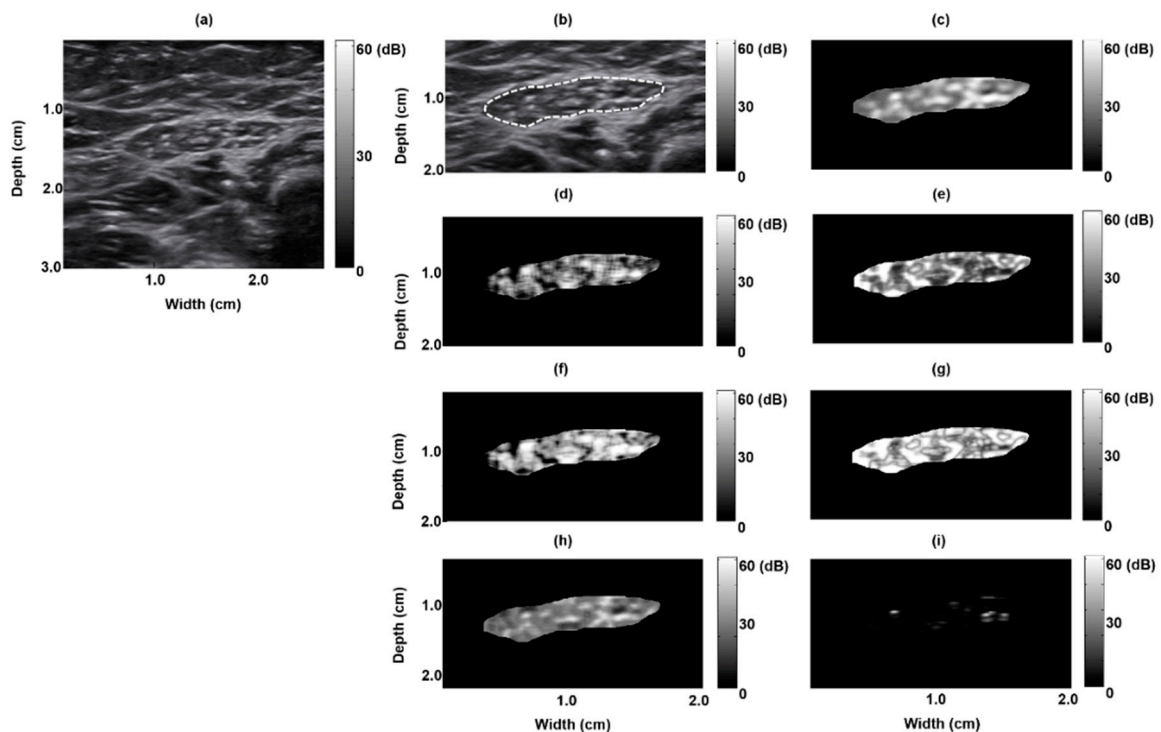 (a)
60 (dB)
30
0
1.0
2.0
3.0
Depth (cm)
1.0
2.0
Width (cm)
(b)
60 (dB)
30
0
1.0
2.0
Depth (cm)
(c)
60 (dB)
30
0
(d)
60 (dB)
30
0
1.0
2.0
Depth (cm)
(e)
60 (dB)
30
0
(f)
60 (dB)
30
0
1.0
2.0
Depth (cm)
(g)
60 (dB)
30
0
(h)
60 (dB)
30
0
1.0
2.0
Depth (cm)
1.0
2.0
Width (cm)
(i)
60 (dB)
30
0
1.0
2.0
Width (cm)